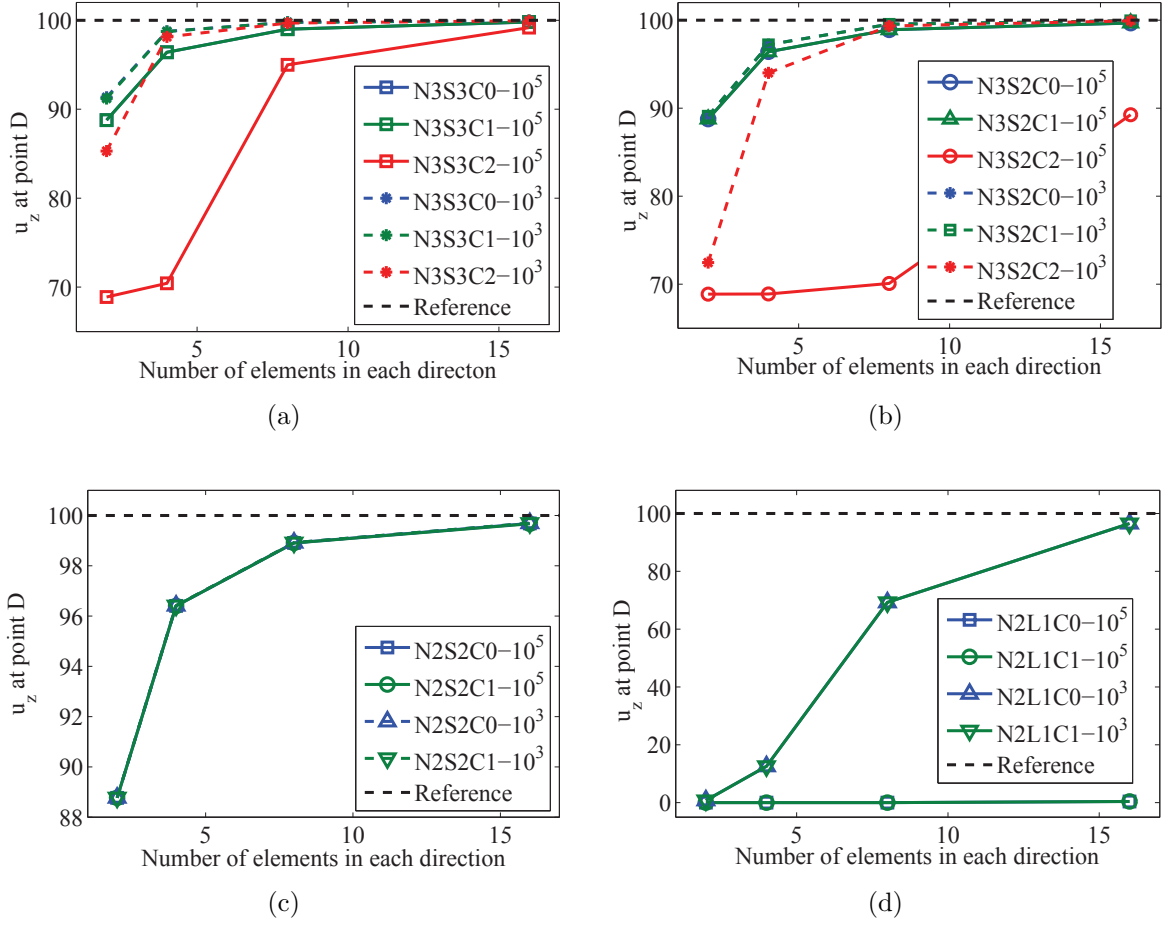 100
90
80
70
5
10
15
u_z at point D
Number of elements in each directon
N3S3C0−10^5
N3S3C1−10^5
N3S3C2−10^5
N3S3C0−10^3
N3S3C1−10^3
N3S3C2−10^3
Reference
(a)
100
90
80
70
5
10
15
u_z at point D
Number of elements in each direction
N3S2C0−10^5
N3S2C1−10^5
N3S2C2−10^5
N3S2C0−10^3
N3S2C1−10^3
N3S2C2−10^3
Reference
(b)
100
98
96
94
92
90
88
5
10
15
u_z at point D
Number of elements in each direction
N2S2C0−10^5
N2S2C1−10^5
N2S2C0−10^3
N2S2C1−10^3
Reference
(c)
100
80
60
40
20
0
5
10
15
u_z at point D
Number of elements in each direction
N2L1C0−10^5
N2L1C1−10^5
N2L1C0−10^3
N2L1C1−10^3
Reference
(d)